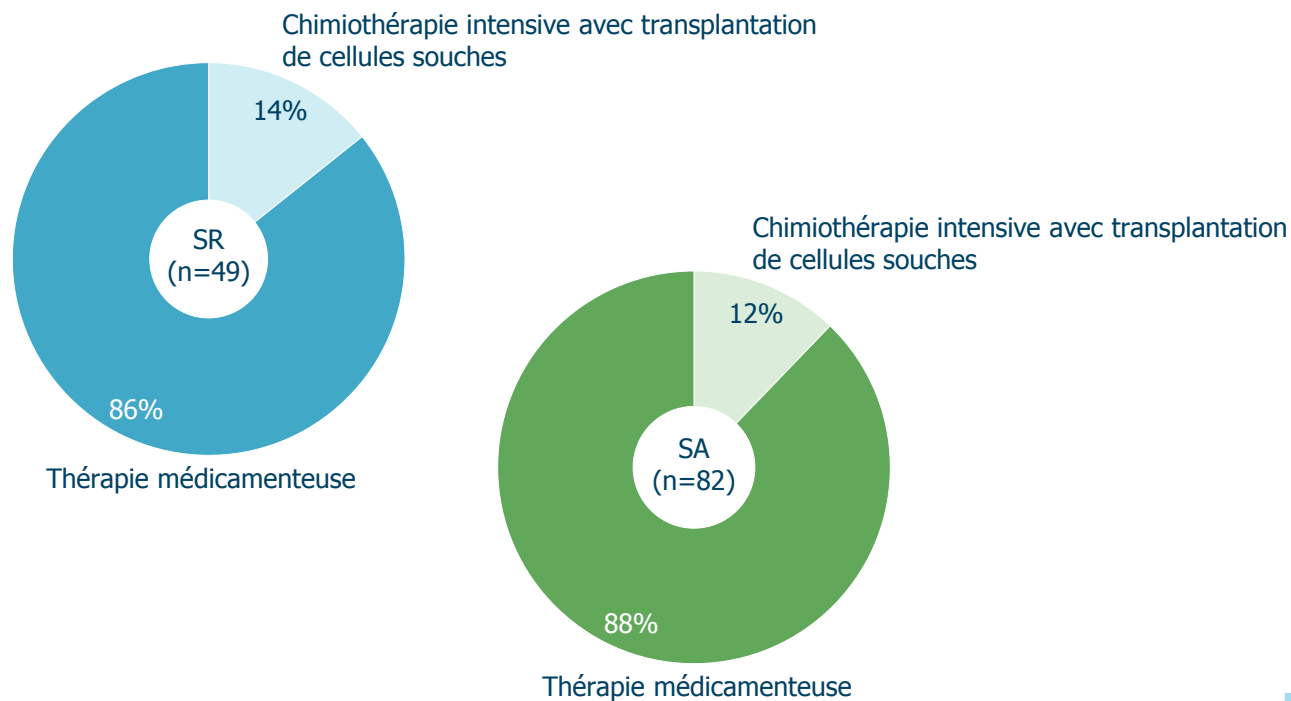 Chimiothérapie intensive avec transplantation
de cellules souches
14%
SR
(n=49)
86%
Thérapie médicamenteuse
Chimiothérapie intensive avec transplantation
de cellules souches
12%
SA
(n=82)
88%
Thérapie médicamenteuse